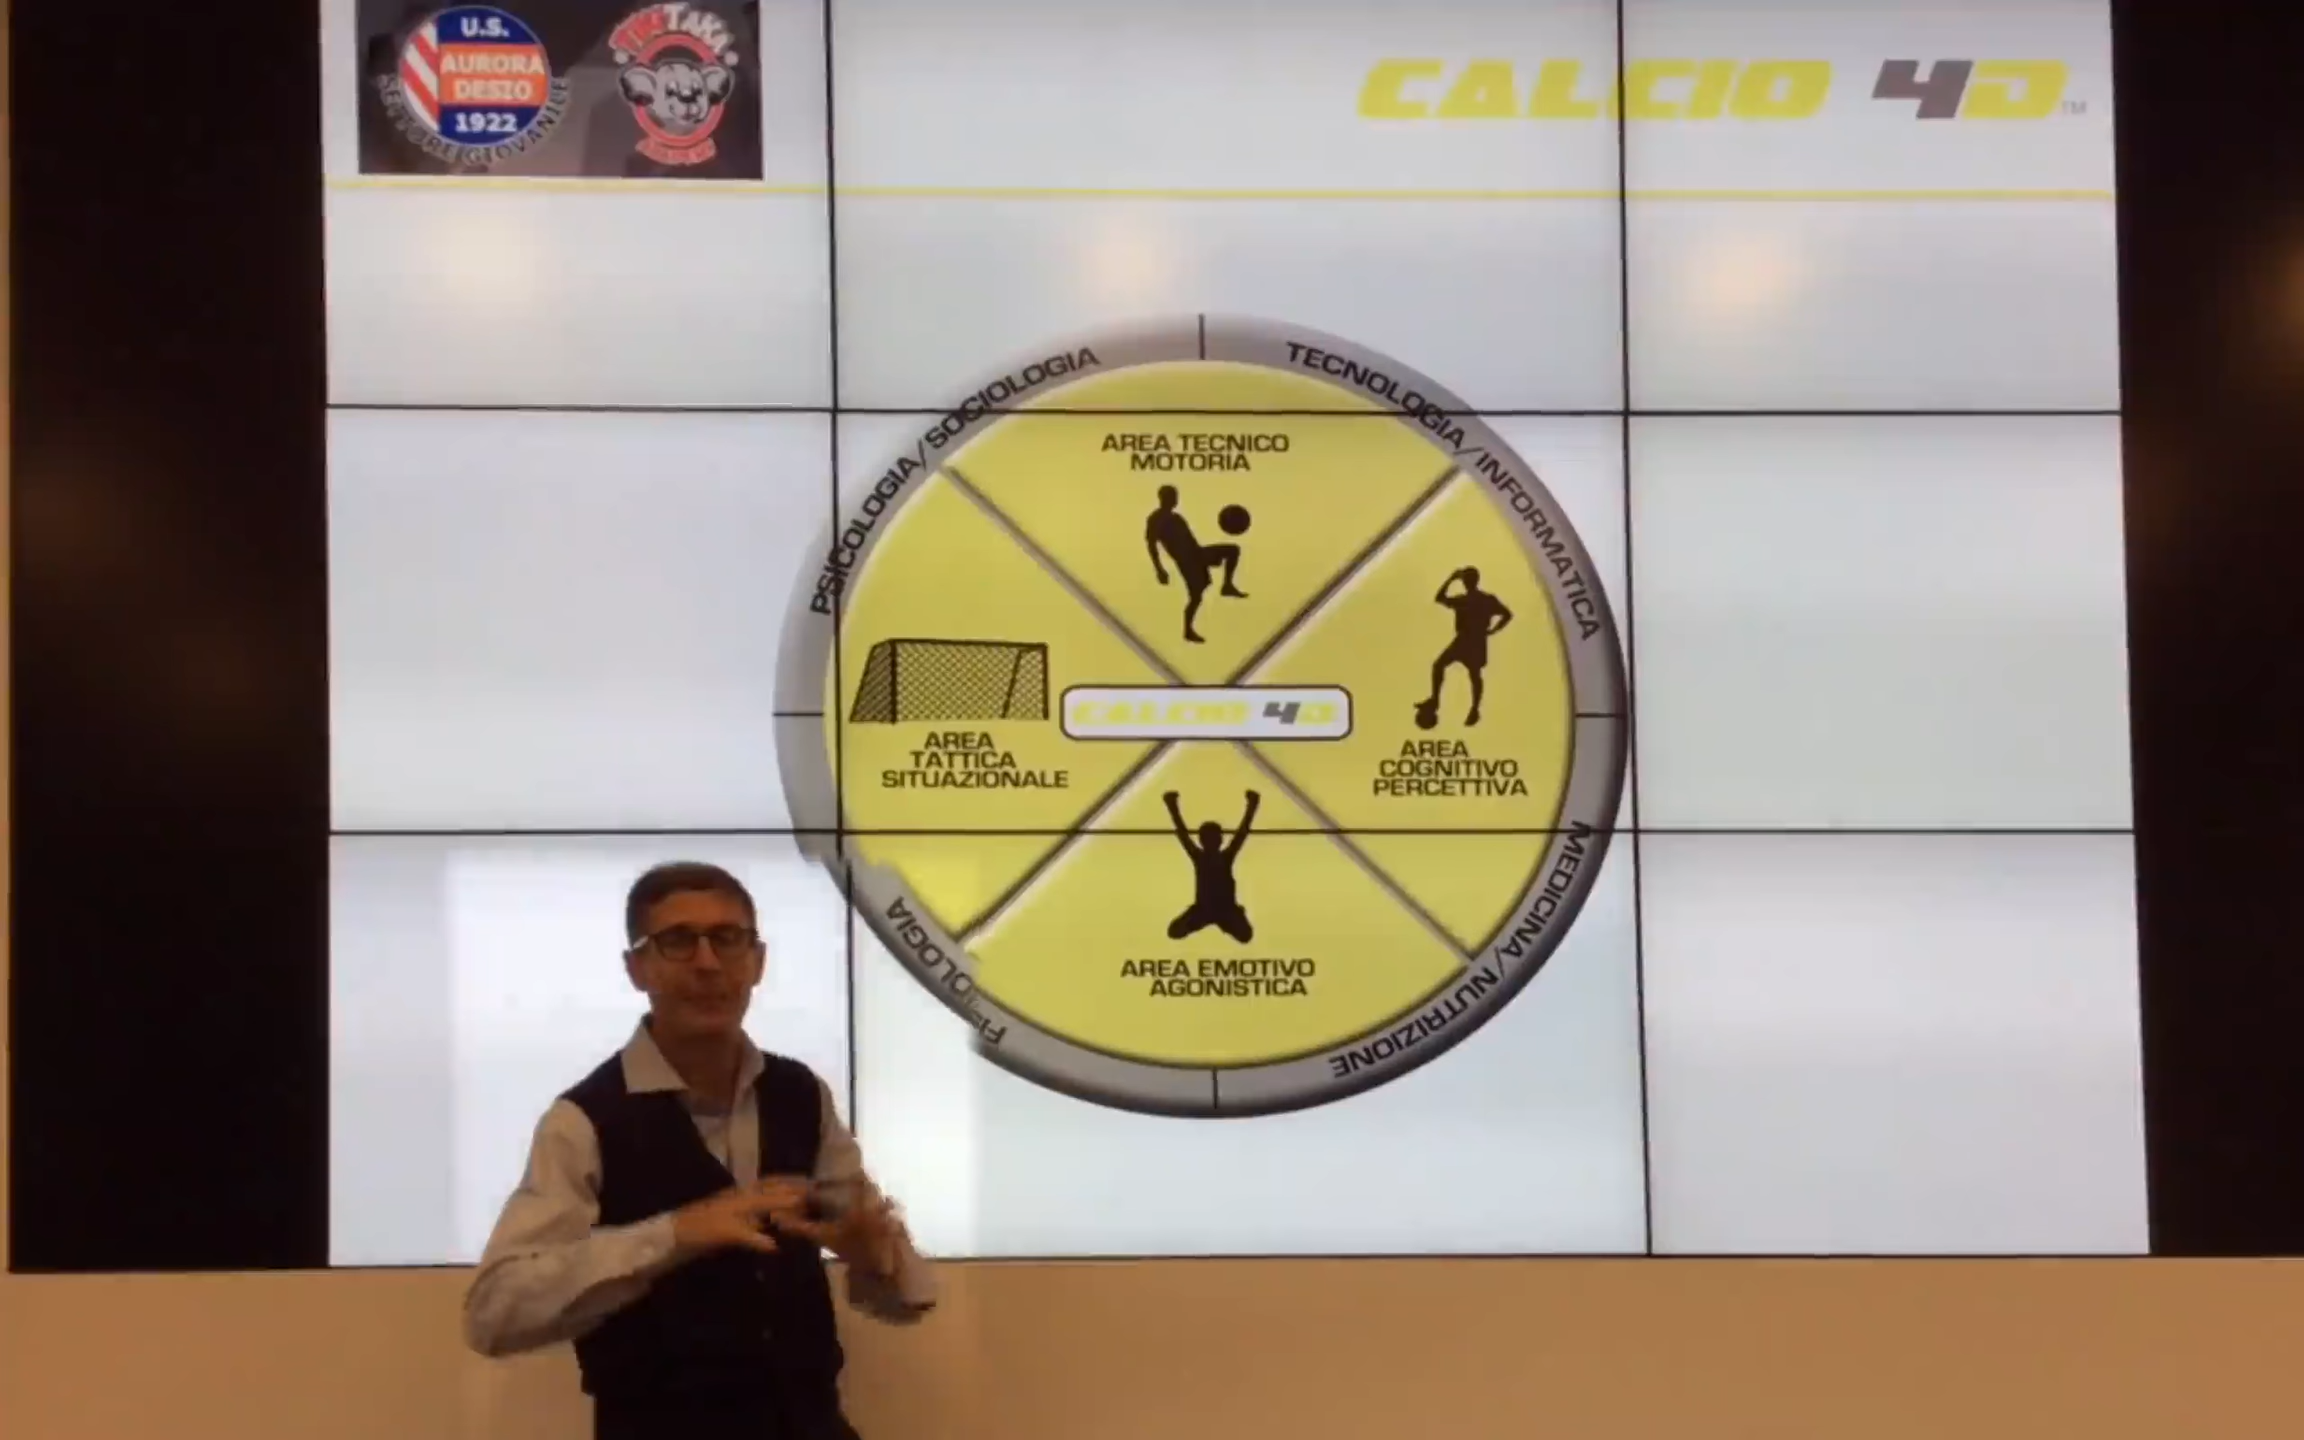 U.S.
AURORA
DESIO
1922
SETTORE GIOVANILE
CALCIO 4D™
PSICOLOGIA/SOCIOLOGIA
TECNOLOGIA/INFORMATICA
AREA TECNICO
MOTORIA
CALCIO 4D
AREA
TATTICA
SITUAZIONALE
AREA
COGNITIVO
PERCETTIVA
AREA EMOTIVO
AGONISTICA
FISIOLOGIA
MEDICINA/NUTRIZIONE